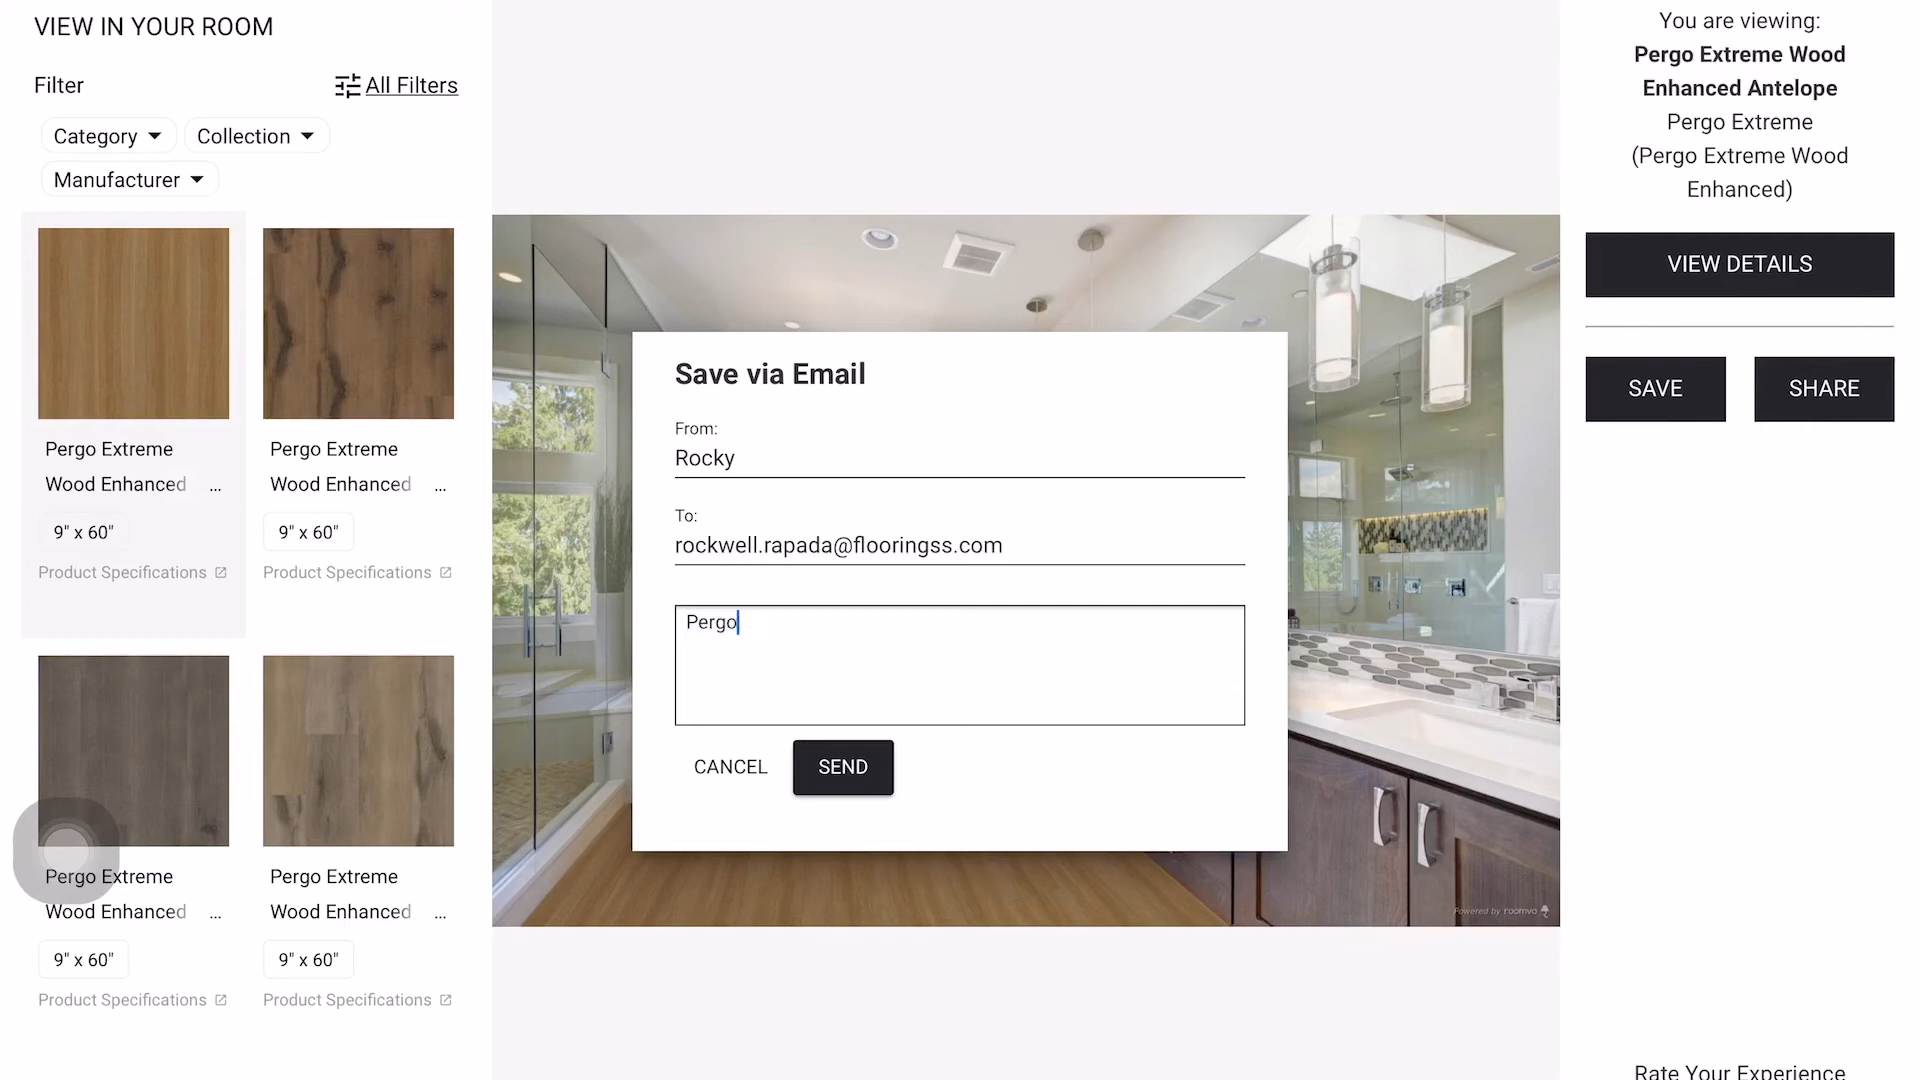 VIEW IN YOUR ROOM
Filter
All Filters
Category
Collection
Manufacturer
Pergo Extreme
Wood Enhanced ...
9" x 60"
Product Specifications
Pergo Extreme
Wood Enhanced ...
9" x 60"
Product Specifications
Pergo Extreme
Wood Enhanced ...
9" x 60"
Product Specifications
Pergo Extreme
Wood Enhanced ...
9" x 60"
Product Specifications
Save via Email
From:
Rocky
To:
rockwell.rapada@flooringss.com
Pergo
CANCEL
SEND
Powered by roomvo
You are viewing:
Pergo Extreme Wood
Enhanced Antelope
Pergo Extreme
(Pergo Extreme Wood
Enhanced)
VIEW DETAILS
SAVE
SHARE
Rate Your Experience